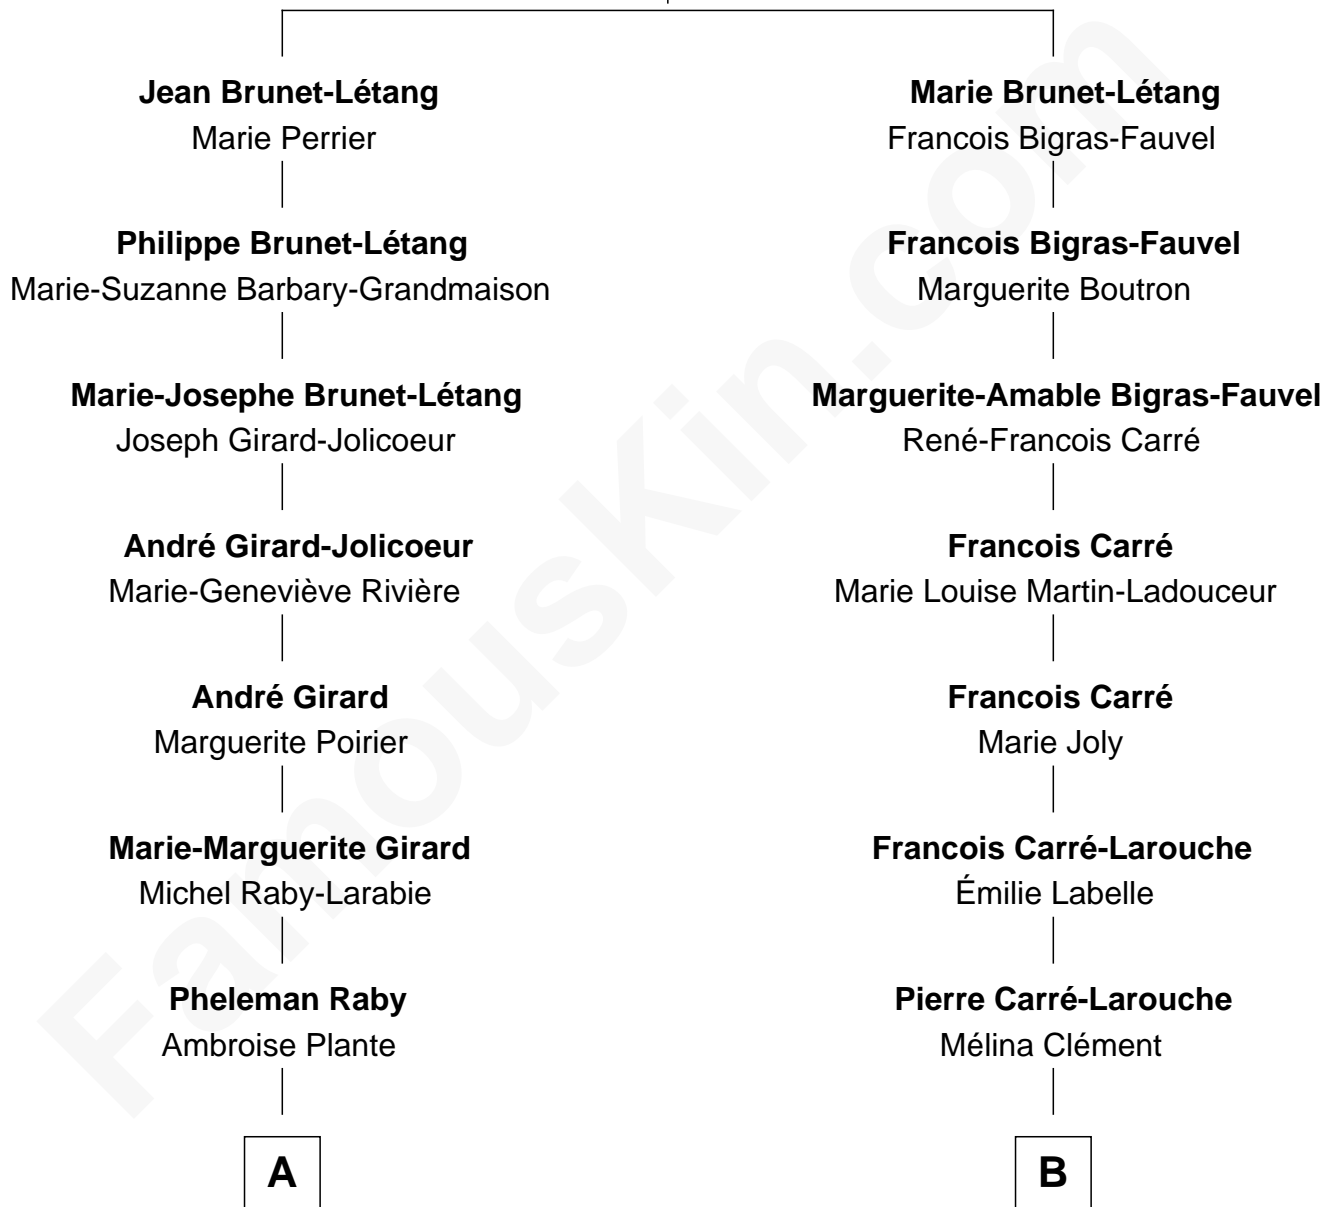 Jean Brunet-Létang
Marie Perrier
Philippe Brunet-Létang
Marie-Suzanne Barbary-Grandmaison
Marie-Josephe Brunet-Létang
Joseph Girard-Jolicoeur
André Girard-Jolicoeur
Marie-Geneviève Rivière
André Girard
Marguerite Poirier
Marie-Marguerite Girard
Michel Raby-Larabie
Pheleman Raby
Ambroise Plante
A
Marie Brunet-Létang
Francois Bigras-Fauvel
Francois Bigras-Fauvel
Marguerite Boutron
Marguerite-Amable Bigras-Fauvel
René-Francois Carré
Francois Carré
Marie Louise Martin-Ladouceur
Francois Carré
Marie Joly
Francois Carré-Larouche
Émilie Labelle
Pierre Carré-Larouche
Mélina Clément
B
FamousKin.com